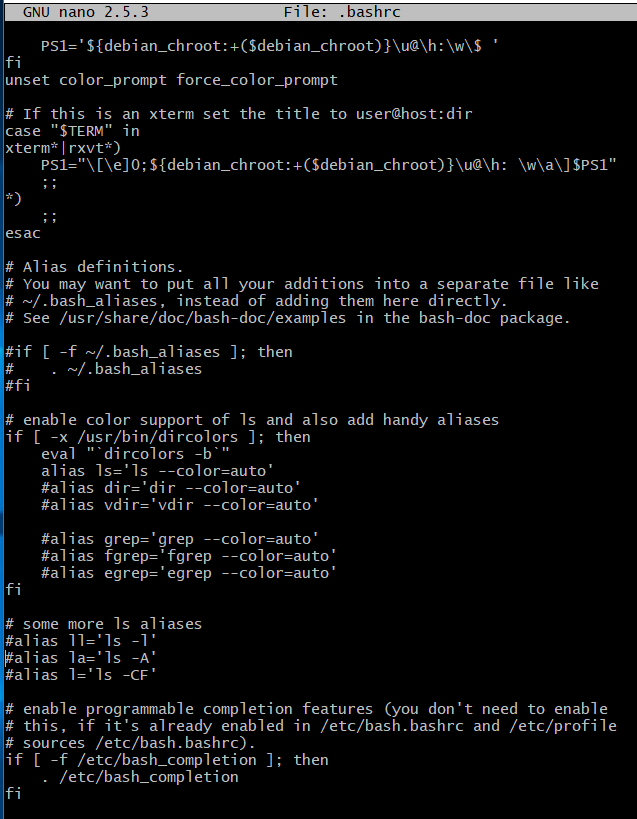 GNU nano 2.5.3 File: .bashrc
PS1='${debian_chroot:+($debian_chroot)}\u@\h:\w\$ '
fi
unset color_prompt force_color_prompt
# If this is an xterm set the title to user@host:dir
case "$TERM" in
xterm*|rxvt*)
PS1="\[\e]0;${debian_chroot:+($debian_chroot)}\u@\h: \w\a\]$PS1"
;;
*)
;;
esac
# Alias definitions.
# You may want to put all your additions into a separate file like
# ~/.bash_aliases, instead of adding them here directly.
# See /usr/share/doc/bash-doc/examples in the bash-doc package.
#if [ -f ~/.bash_aliases ]; then
#    . ~/.bash_aliases
#fi
# enable color support of ls and also add handy aliases
if [ -x /usr/bin/dircolors ]; then
eval "`dircolors -b`"
alias ls='ls --color=auto'
#alias dir='dir --color=auto'
#alias vdir='vdir --color=auto'
#alias grep='grep --color=auto'
#alias fgrep='fgrep --color=auto'
#alias egrep='egrep --color=auto'
fi
# some more ls aliases
#alias ll='ls -l'
#alias la='ls -A'
#alias l='ls -CF'
# enable programmable completion features (you don't need to enable
# this, if it's already enabled in /etc/bash.bashrc and /etc/profile
# sources /etc/bash.bashrc).
if [ -f /etc/bash_completion ]; then
. /etc/bash_completion
fi